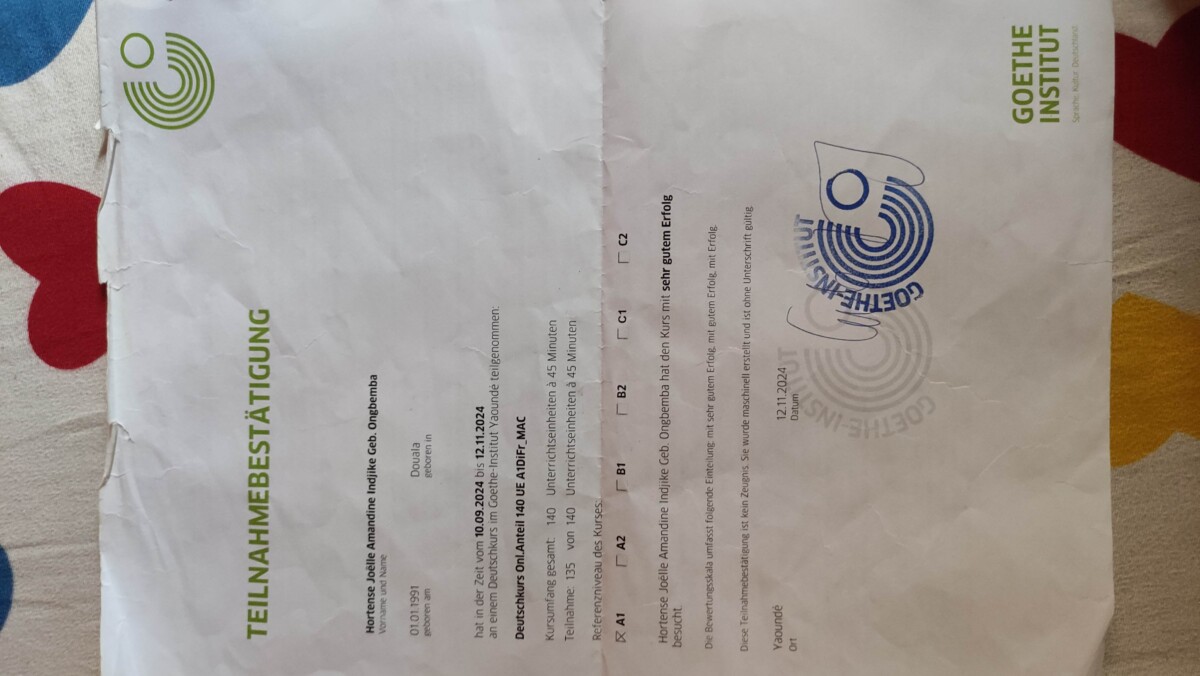 TEILNAHMEBESTÄTIGUNG
Hortense Joëlle Amandine Indjike Geb. Ongbemba
Vorname und Name
01.01.1991 Douala
geboren am geboren in
hat in der Zeit vom 10.09.2024 bis 12.11.2024
an einem Deutschkurs im Goethe-Institut Yaoundé teilgenommen:
Deutschkurs Onl.Anteil 140 UE A1DiFr_MAC
Kursumfang gesamt: 140 Unterrichtseinheiten à 45 Minuten
Teilnahme: 135 von 140 Unterrichtseinheiten à 45 Minuten
Referenzniveau des Kurses:
☒ A1 ☐ A2 ☐ B1 ☐ B2 ☐ C1 ☐ C2
Hortense Joëlle Amandine Indjike Geb. Ongbemba hat den Kurs mit sehr gutem Erfolg
besucht.
Die Bewertungsskala umfasst folgende Einteilung: mit sehr gutem Erfolg, mit gutem Erfolg, mit Erfolg.
Diese Teilnahmebestätigung ist kein Zeugnis. Sie wurde maschinell erstellt und ist ohne Unterschrift gültig.
Yaoundé 12.11.2024
Ort Datum
GOETHE-INSTITUT
GOETHE-INSTITUT
GOETHE
INSTITUT
Sprache. Kultur. Deutschland.